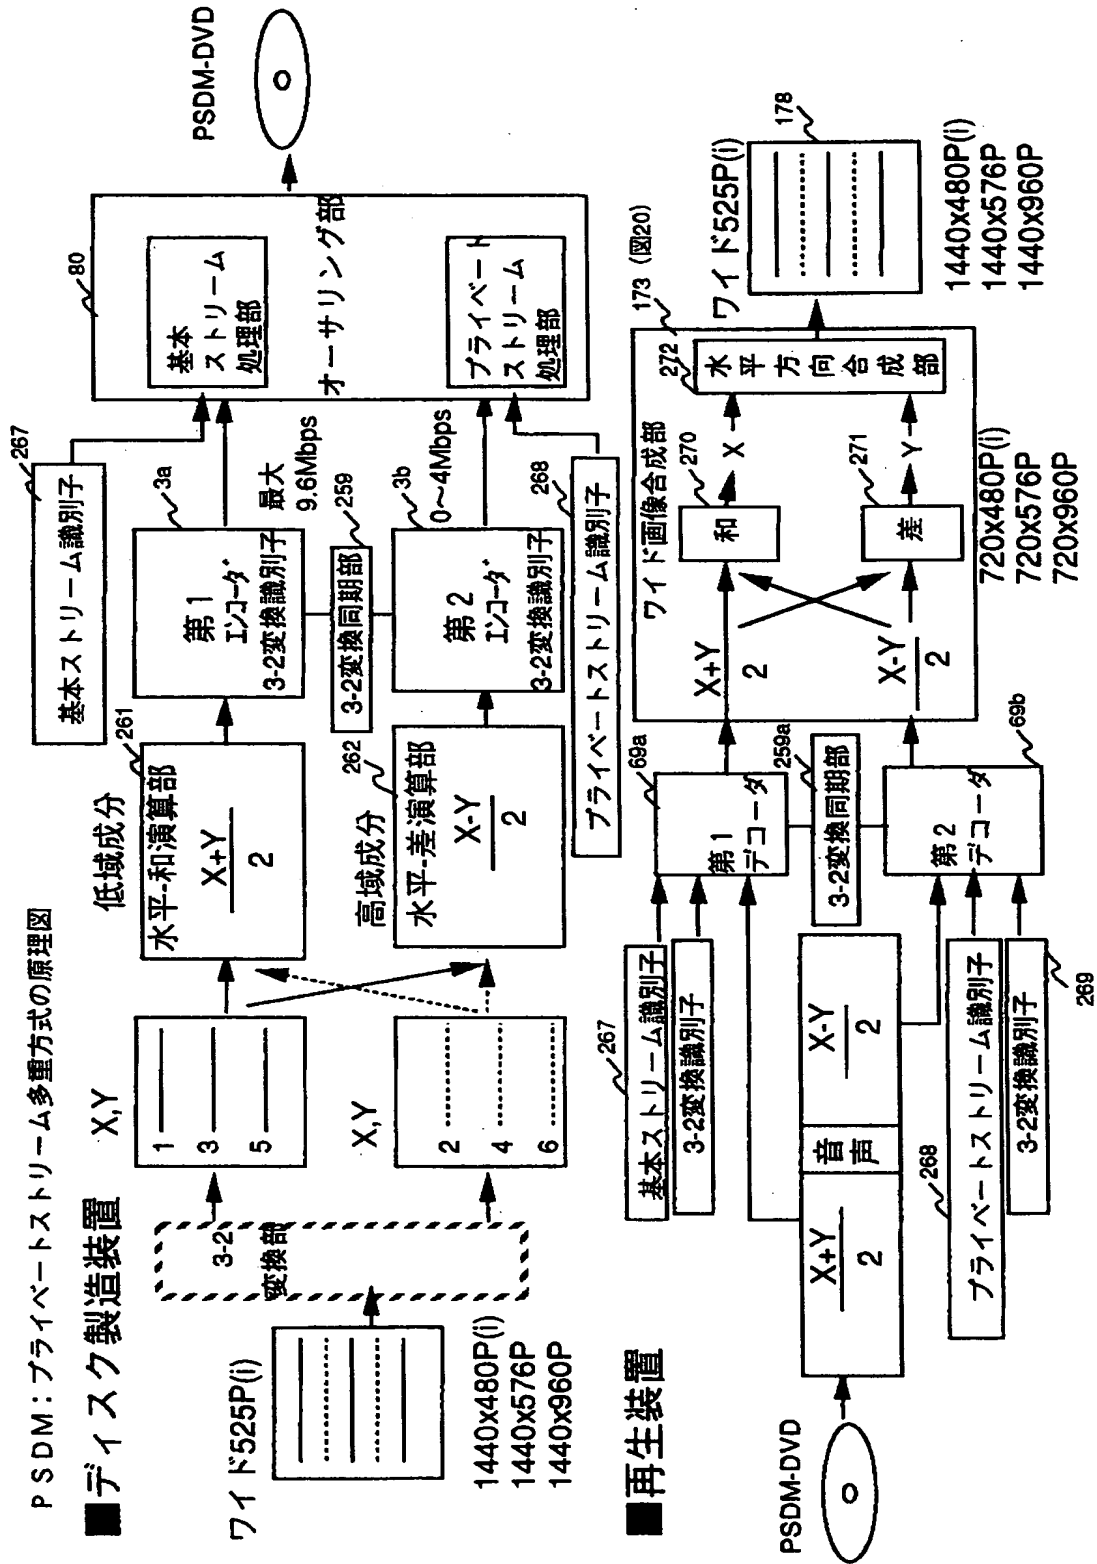 PSDM：プライベートストリーム多重方式の原理図
■ディスク製造装置
ワイド525P(i)
1440x480P(i)
1440x576P
1440x960P
3-2
変換部
X,Y
1
3
5
X,Y
2
4
6
低域成分
261
水平-和演算部
X+Y
2
高域成分
262
水平-差演算部
X-Y
2
267
基本ストリーム識別子
3a
第1
エンコーダ
3-2変換識別子
最大
9.6Mbps
259
3-2変換同期部
3b
0〜4Mbps
第2
エンコーダ
3-2変換識別子
268
プライベートストリーム識別子
80
基本
ストリーム
処理部
オーサリング部
プライベート
ストリーム
処理部
PSDM-DVD
■再生装置
PSDM-DVD
X+Y
2
音声
X-Y
2
267
基本ストリーム識別子
3-2変換識別子
268
プライベートストリーム識別子
3-2変換識別子
269
69a
第1
デコーダ
259a
3-2変換同期部
第2
デコーダ
69b
ワイド画像合成部
173 (図20)
X+Y
2
X-Y
2
270
和
X
271
差
Y
272
水平方向合成部
720x480P(i)
720x576P
720x960P
ワイド525P(i)
178
1440x480P(i)
1440x576P
1440x960P